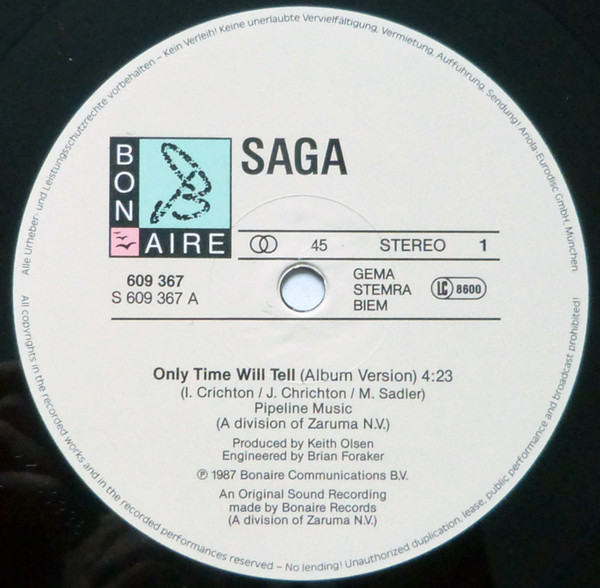 Alle Urheber- und Leistungsschutzrechte vorbehalten – Kein Verleih! Keine unerlaubte Vervielfältigung, Vermietung, Aufführung, Sendung! Ariola-Eurodisc GmbH, München
BON
AIRE
SAGA
45 STEREO 1
609 367
S 609 367 A
GEMA
STEMRA
BIEM
LC 8600
Only Time Will Tell (Album Version) 4:23
(I. Crichton / J. Chrichton / M. Sadler)
Pipeline Music
(A division of Zaruma N.V.)
Produced by Keith Olsen
Engineered by Brian Foraker
℗ 1987 Bonaire Communications B.V.
An Original Sound Recording
made by Bonaire Records
(A division of Zaruma N.V.)
All copyrights in the recorded works and in the recorded performances reserved – No lending! Unauthorized duplication, lease, public performance and broadcast prohibited!